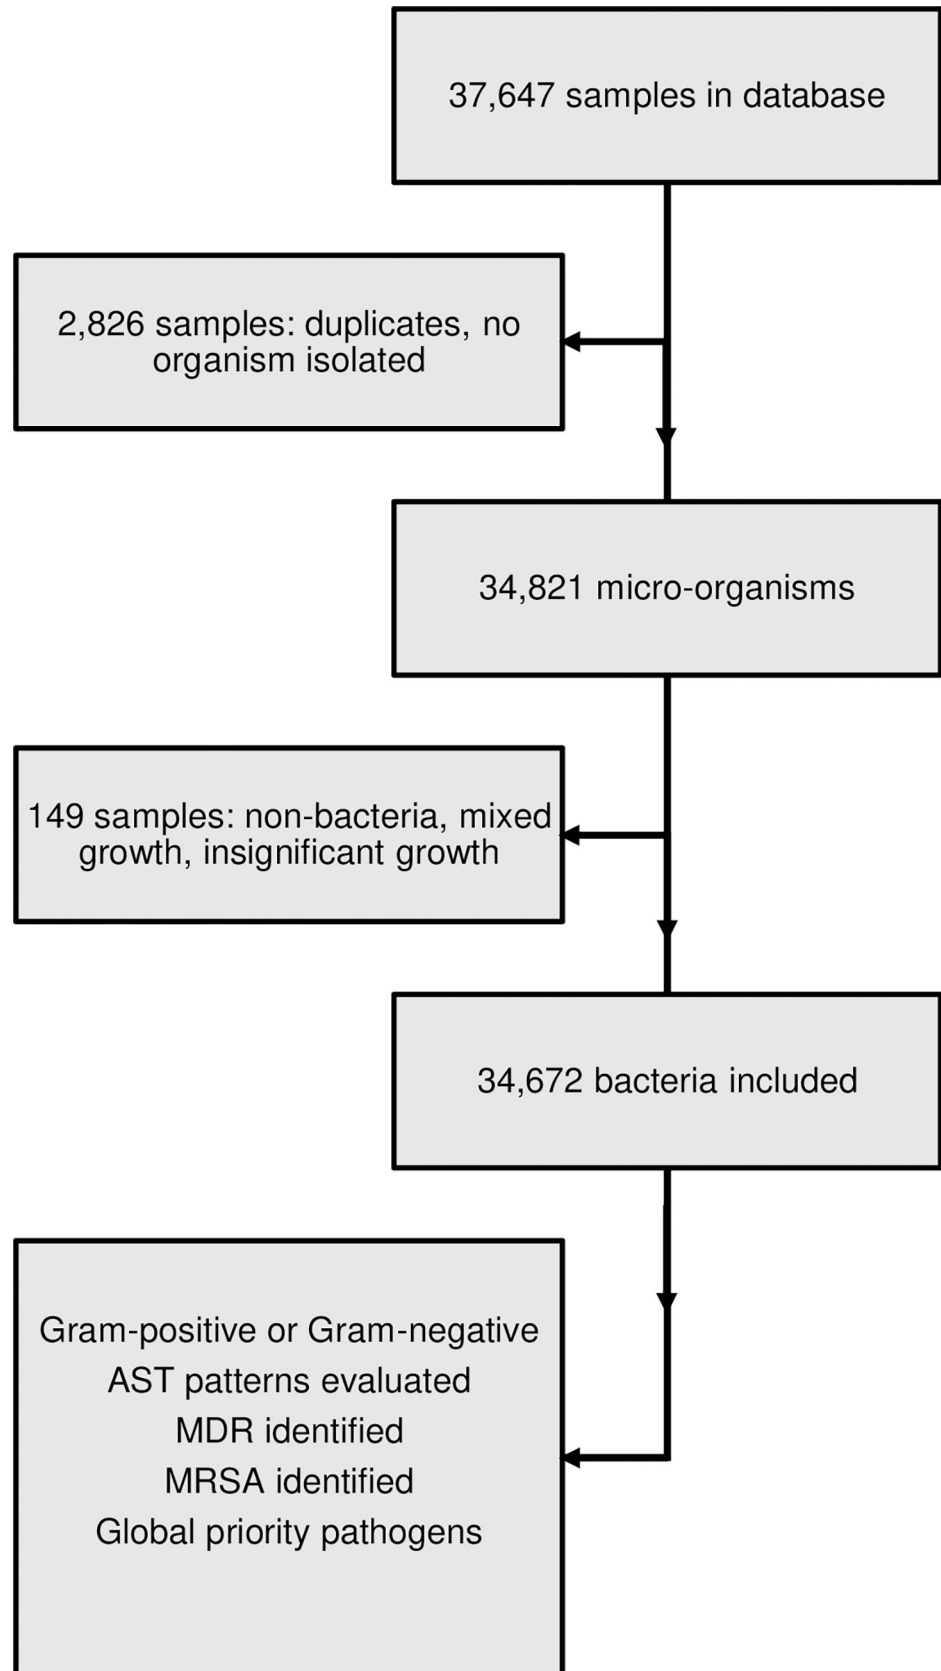 37,647 samples in database
2,826 samples: duplicates, no
organism isolated
34,821 micro-organisms
149 samples: non-bacteria, mixed
growth, insignificant growth
34,672 bacteria included
Gram-positive or Gram-negative
AST patterns evaluated
MDR identified
MRSA identified
Global priority pathogens